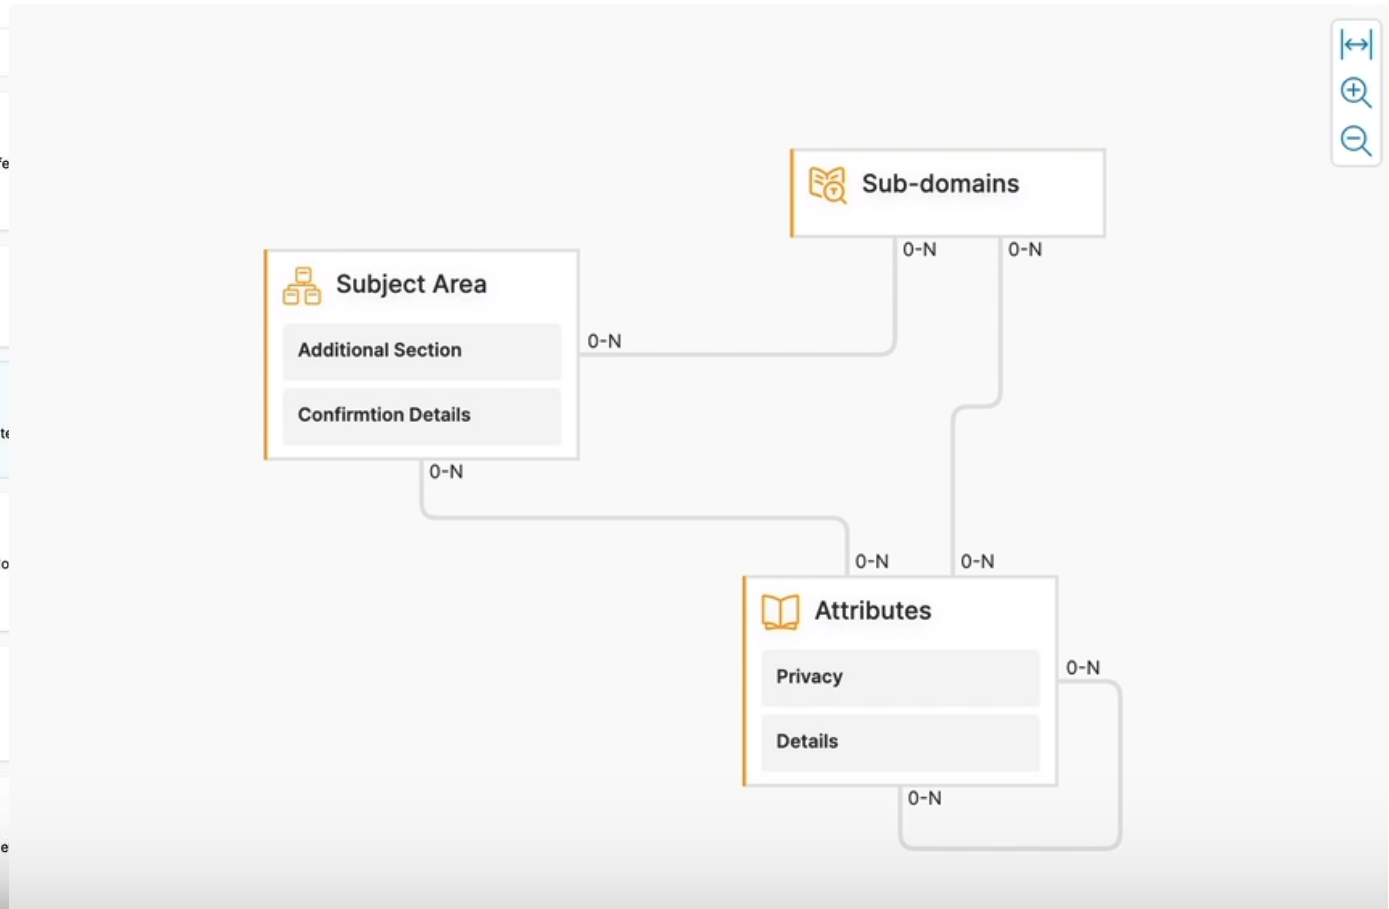 Sub-domains
0-N
0-N
Subject Area
Additional Section
Confirmtion Details
0-N
0-N
0-N
0-N
Attributes
Privacy
Details
0-N
0-N